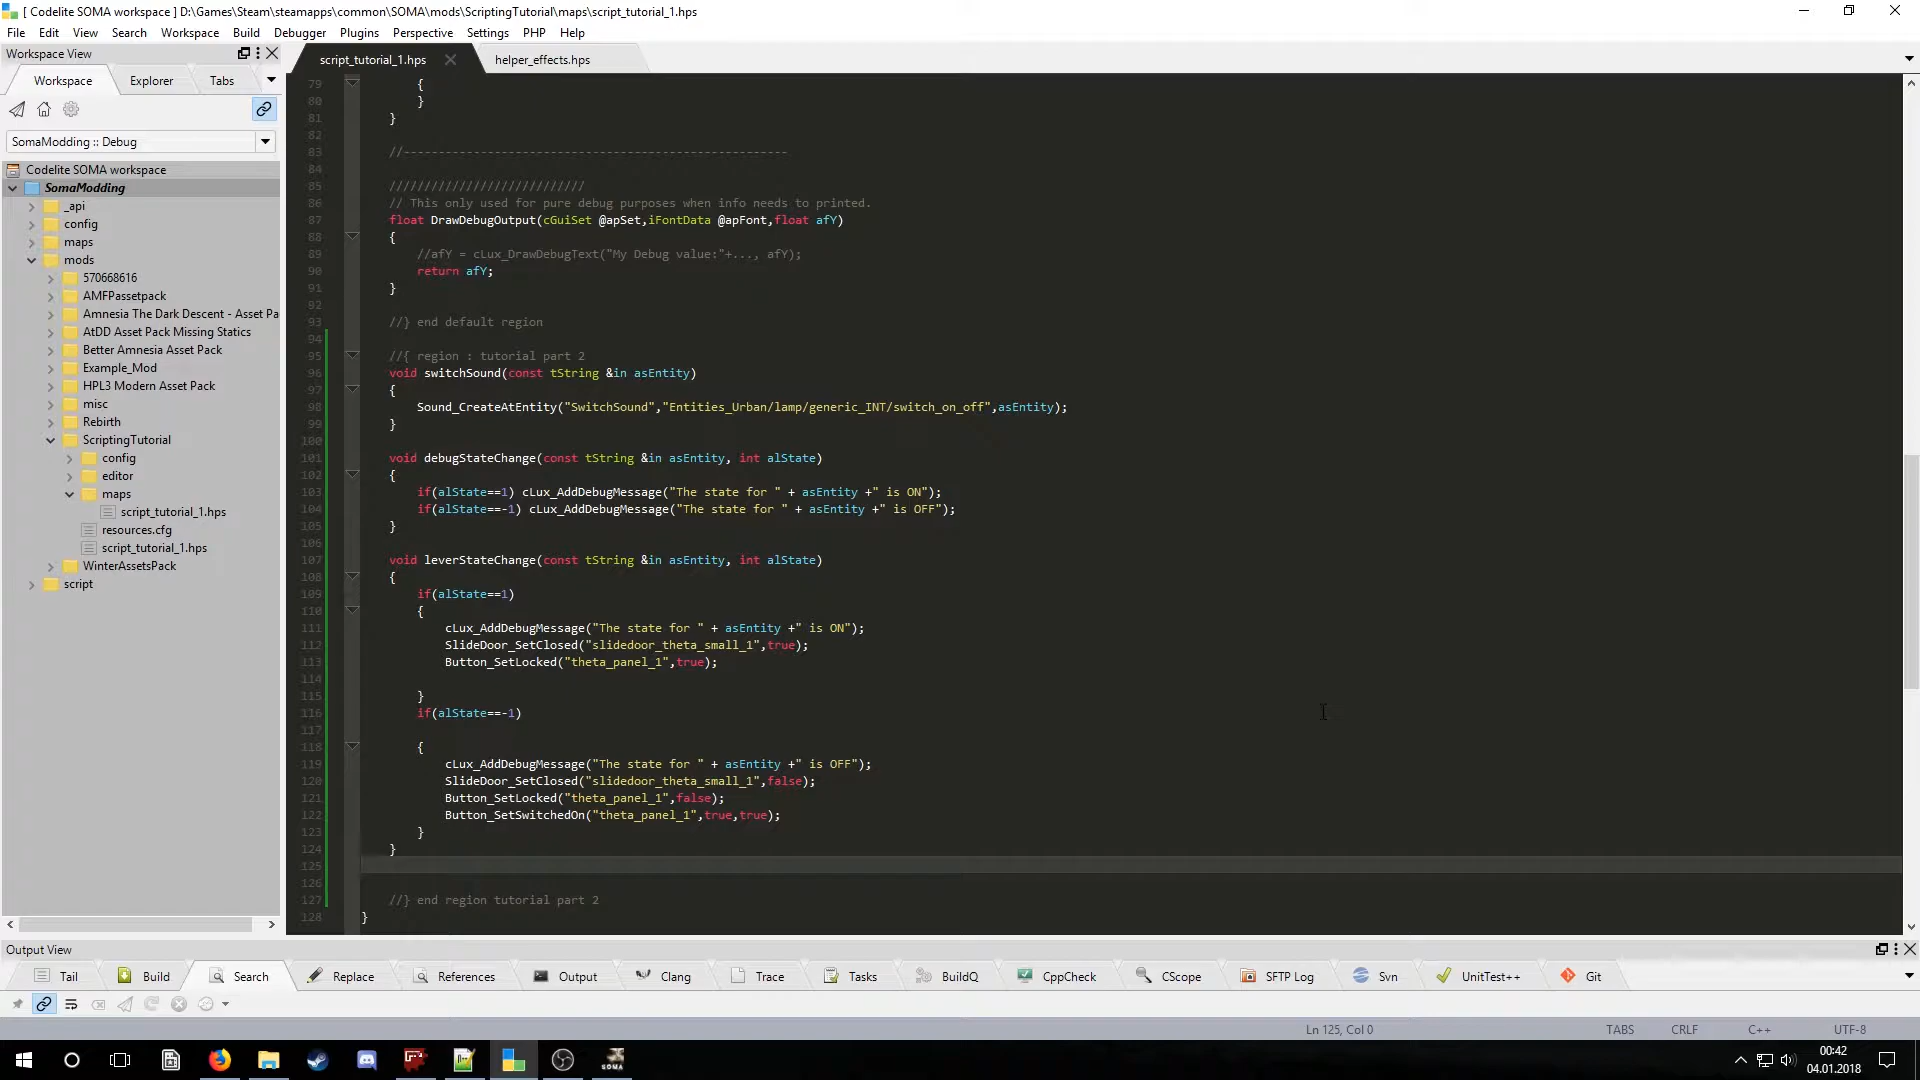 [ Codelite SOMA workspace ] D:\Games\Steam\steamapps\common\SOMA\mods\ScriptingTutorial\maps\script_tutorial_1.hps
File Edit View Search Workspace Build Debugger Plugins Perspective Settings PHP Help
Workspace View
Workspace Explorer Tabs
SomaModding :: Debug
Codelite SOMA workspace
SomaModding
_api
config
maps
mods
570668616
AMFPassetpack
Amnesia The Dark Descent - Asset Pa
AtDD Asset Pack Missing Statics
Better Amnesia Asset Pack
Example_Mod
HPL3 Modern Asset Pack
misc
Rebirth
ScriptingTutorial
config
editor
maps
script_tutorial_1.hps
resources.cfg
script_tutorial_1.hps
WinterAssetsPack
script
script_tutorial_1.hps helper_effects.hps
79 {
80 }
81 }
82
83 //-------------------------------------------------------
84
85 ////////////////////////////
86 // This only used for pure debug purposes when info needs to printed.
87 float DrawDebugOutput(cGuiSet @apSet,iFontData @apFont,float afY)
88 {
89 //afY = cLux_DrawDebugText("My Debug value:"+..., afY);
90 return afY;
91 }
92
93 //} end default region
94
95 //{ region : tutorial part 2
96 void switchSound(const tString &in asEntity)
97 {
98 Sound_CreateAtEntity("SwitchSound","Entities_Urban/lamp/generic_INT/switch_on_off",asEntity);
99 }
100
101 void debugStateChange(const tString &in asEntity, int alState)
102 {
103 if(alState==1) cLux_AddDebugMessage("The state for " + asEntity +" is ON");
104 if(alState==-1) cLux_AddDebugMessage("The state for " + asEntity +" is OFF");
105 }
106
107 void leverStateChange(const tString &in asEntity, int alState)
108 {
109 if(alState==1)
110 {
111 cLux_AddDebugMessage("The state for " + asEntity +" is ON");
112 SlideDoor_SetClosed("slidedoor_theta_small_1",true);
113 Button_SetLocked("theta_panel_1",true);
114
115 }
116 if(alState==-1)
117
118 {
119 cLux_AddDebugMessage("The state for " + asEntity +" is OFF");
120 SlideDoor_SetClosed("slidedoor_theta_small_1",false);
121 Button_SetLocked("theta_panel_1",false);
122 Button_SetSwitchedOn("theta_panel_1",true,true);
123 }
124 }
125
126
127 //} end region tutorial part 2
128 }
Output View
Tail Build Search Replace References Output Clang Trace Tasks BuildQ CppCheck CScope SFTP Log Svn UnitTest++ Git
Ln 125, Col 0 TABS CRLF C++ UTF-8
SOMA
00:42
04.01.2018